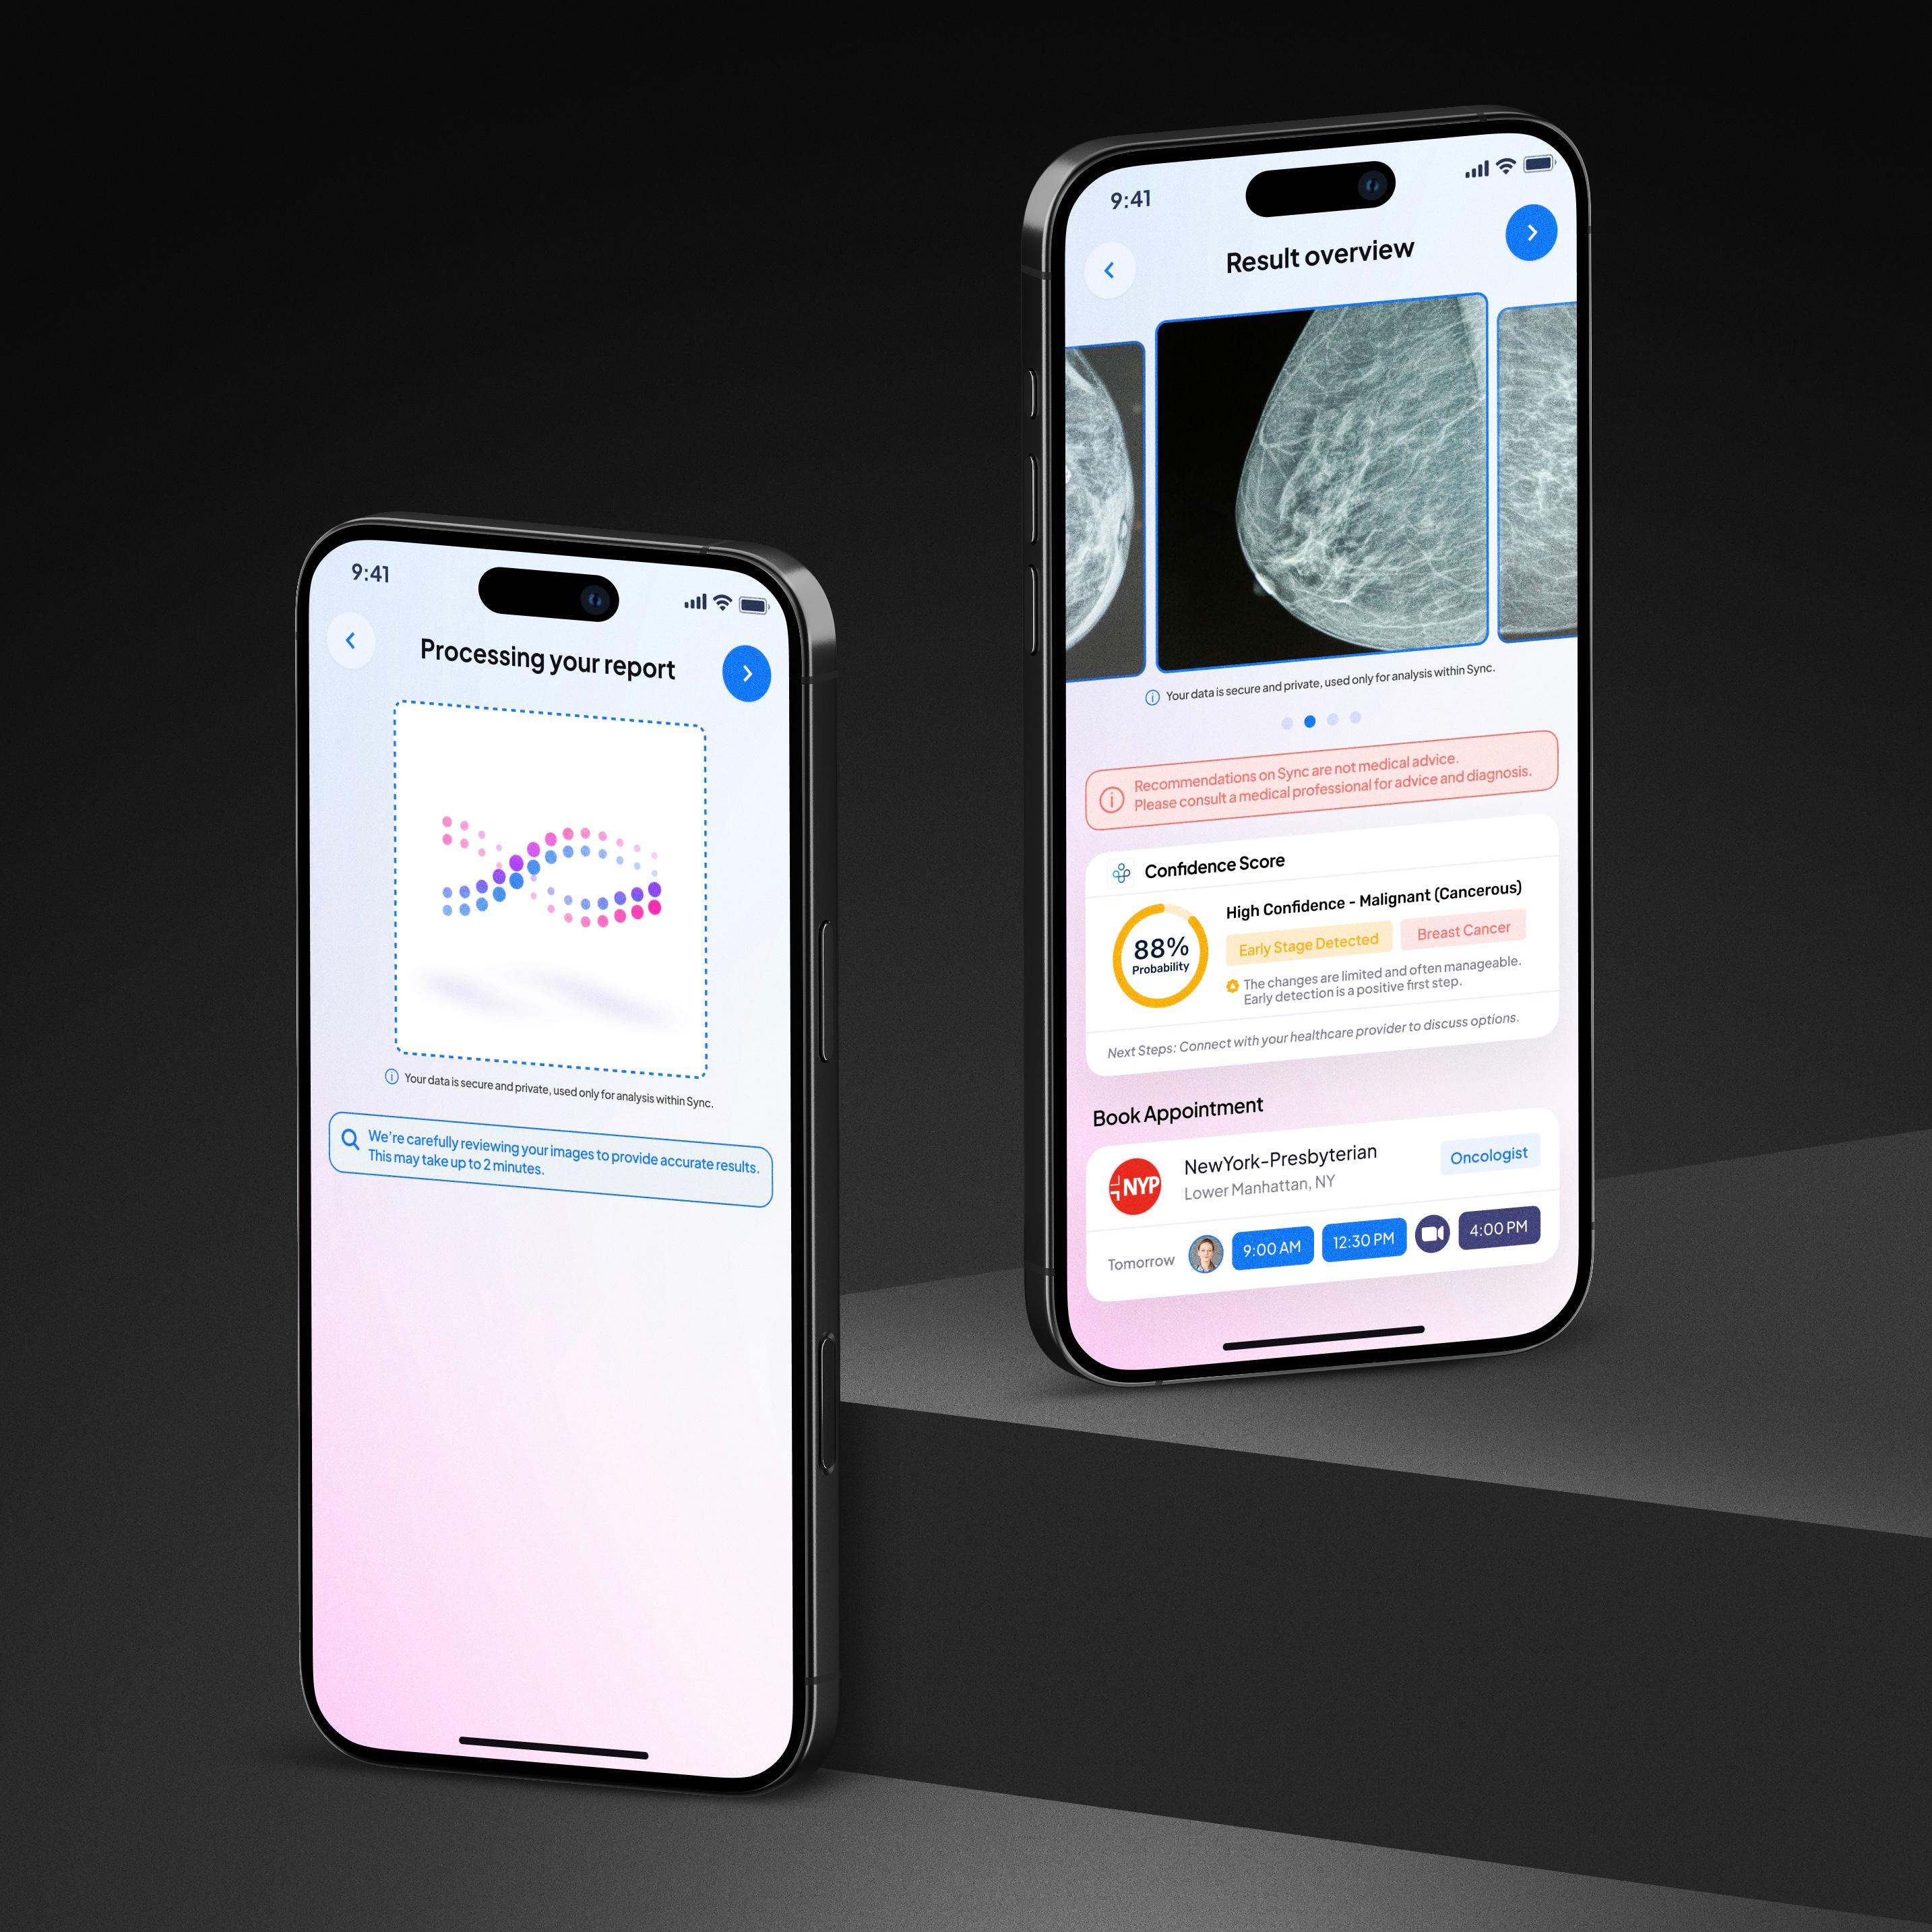 9:41
Processing your report
Your data is secure and private, used only for analysis within Sync.
We're carefully reviewing your images to provide accurate results.
This may take up to 2 minutes.
9:41
Result overview
Your data is secure and private, used only for analysis within Sync.
Recommendations on Sync are not medical advice.
Please consult a medical professional for advice and diagnosis.
Confidence Score
88%
Probability
High Confidence - Malignant (Cancerous)
Early Stage Detected
Breast Cancer
The changes are limited and often manageable.
Early detection is a positive first step.
Next Steps: Connect with your healthcare provider to discuss options.
Book Appointment
NYP
NewYork-Presbyterian
Lower Manhattan, NY
Oncologist
Tomorrow
9:00 AM
12:30 PM
4:00 PM